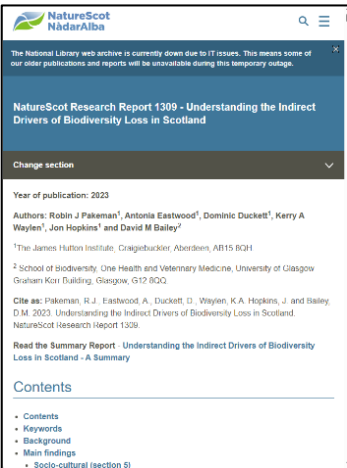 NatureScot
NàdarAlba
The National Library web archive is currently down due to IT issues. This means some of
our older publications and reports will be unavailable during this temporary outage.
NatureScot Research Report 1309 - Understanding the Indirect
Drivers of Biodiversity Loss in Scotland
Change section
Year of publication: 2023
Authors: Robin J Pakeman1, Antonia Eastwood1, Dominic Duckett1, Kerry A
Waylen1, Jon Hopkins1 and David M Bailey2
1The James Hutton Institute, Craigiebuckler, Aberdeen, AB15 8QH
2 School of Biodiversity, One Health and Veterinary Medicine, University of Glasgow
Graham Kerr Building, Glasgow, G12 8QQ
Cite as: Pakeman, R.J., Eastwood, A., Duckett, D., Waylen, K.A. Hopkins, J. and Bailey,
D.M. 2023. Understanding the Indirect Drivers of Biodiversity Loss in Scotland.
NatureScot Research Report 1309.
Read the Summary Report - Understanding the Indirect Drivers of Biodiversity
Loss in Scotland - A Summary
Contents
• Contents
• Keywords
• Background
• Main findings
• Socio-cultural (section 5)